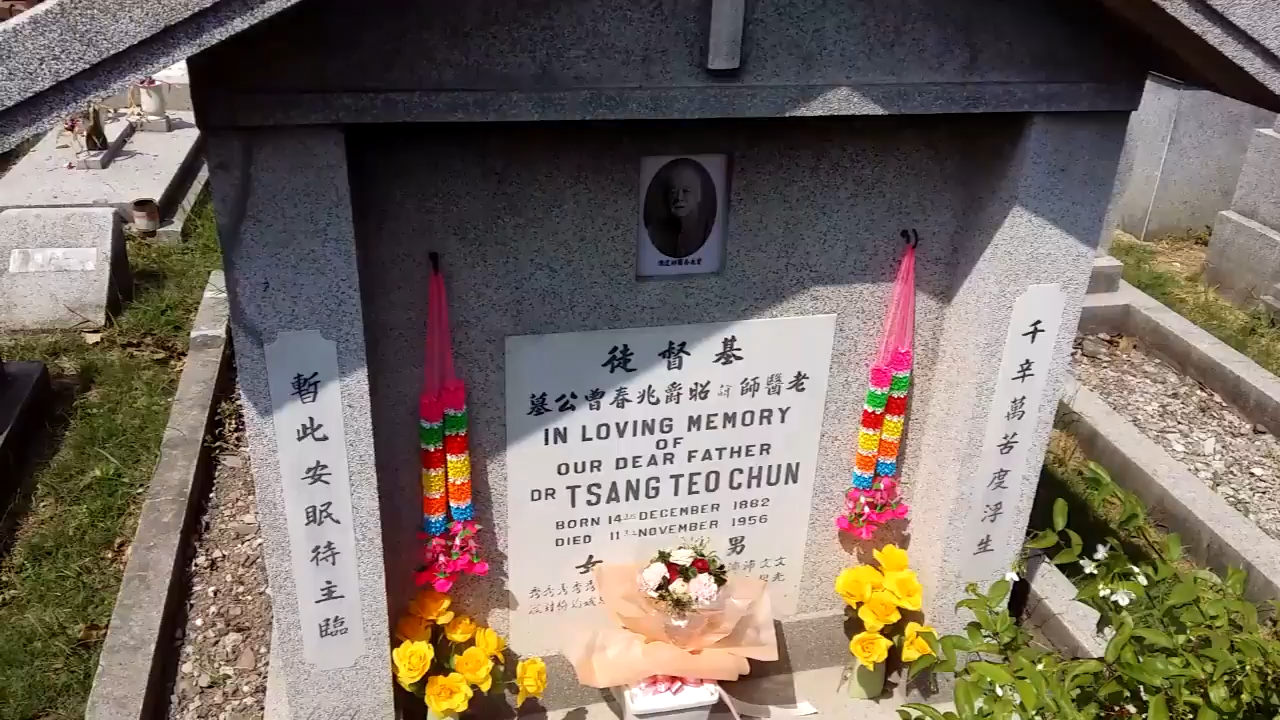 千辛萬苦度浮生
暫此安眠待主臨
基督徒
老醫師諱昭爵兆春曾公墓
IN LOVING MEMORY
OF
OUR DEAR FATHER
DR TSANG TEO CHUN
BORN 14TH DECEMBER 1882
DIED 11TH NOVEMBER 1956
男
女